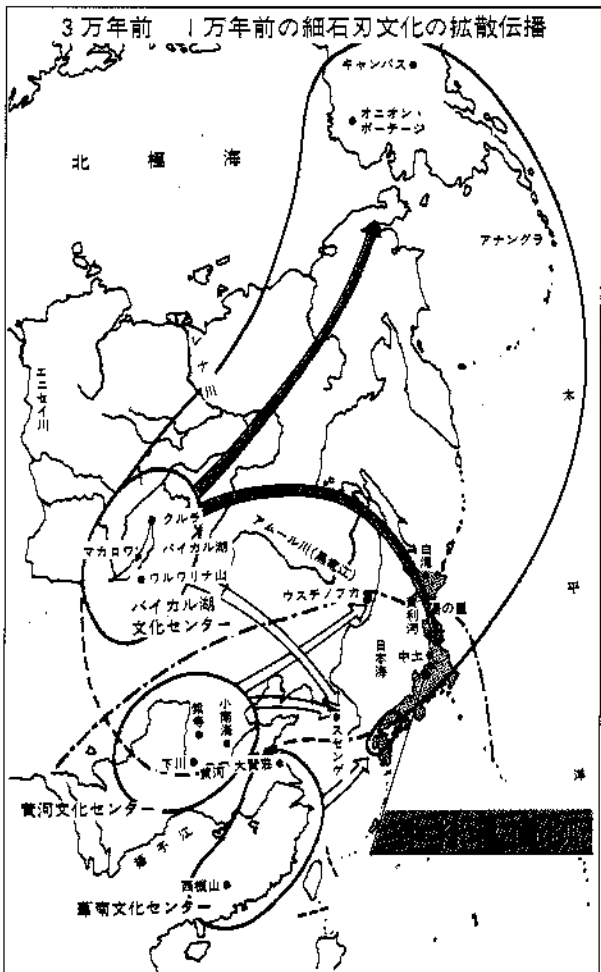 3万年前　1万年前の細石刃文化の拡散伝播
キャンパス
オニオン・
ポーテージ
北極海
アナングラ
レナ川
エニセイ川
太平洋
クルラ
マカロワ
バイカル湖
ウルワリナ山
バイカル湖
文化センター
アムール川(黒竜江)
ウスチノフカ
白滝
日本海
中土
スセンゲ
小南海
下川
黄河
大賢荘
黄河文化センター
揚子江
西樵山
華南文化センター